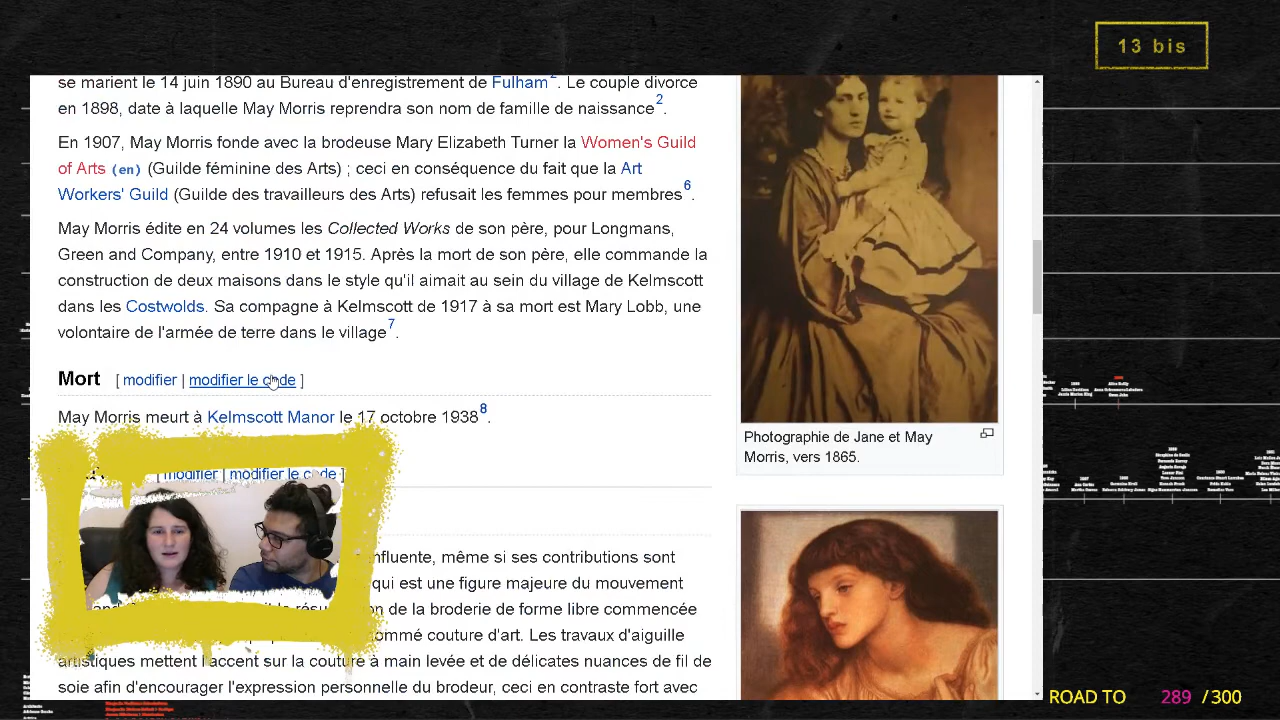 13 bis
se marient le 14 juin 1890 au Bureau d'enregistrement de Fulham2. Le couple divorce
en 1898, date à laquelle May Morris reprendra son nom de famille de naissance2.
En 1907, May Morris fonde avec la brodeuse Mary Elizabeth Turner la Women's Guild
of Arts (en) (Guilde féminine des Arts) ; ceci en conséquence du fait que la Art
Workers' Guild (Guilde des travailleurs des Arts) refusait les femmes pour membres6.
May Morris édite en 24 volumes les Collected Works de son père, pour Longmans,
Green and Company, entre 1910 et 1915. Après la mort de son père, elle commande la
construction de deux maisons dans le style qu'il aimait au sein du village de Kelmscott
dans les Costwolds. Sa compagne à Kelmscott de 1917 à sa mort est Mary Lobb, une
volontaire de l'armée de terre dans le village7.
Mort [ modifier | modifier le code ]
May Morris meurt à Kelmscott Manor le 17 octobre 19388.
modifier | modifier le code ]
nfluente, même si ses contributions sont
qui est une figure majeure du mouvement
on de la broderie de forme libre commencée
ommé couture d'art. Les travaux d'aiguille
artistiques mettent l'accent sur la couture à main levée et de délicates nuances de fil de
soie afin d'encourager l'expression personnelle du brodeur, ceci en contraste fort avec
Photographie de Jane et May
Morris, vers 1865.
ROAD TO 289 / 300